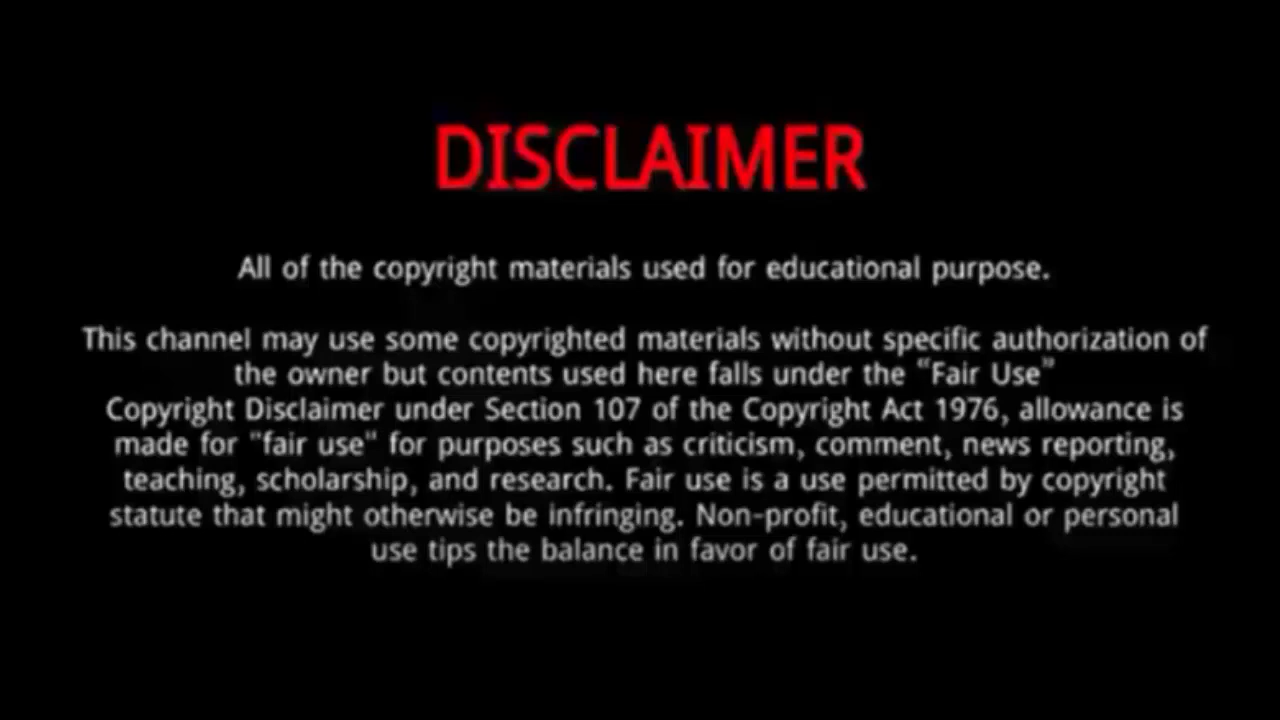 DISCLAIMER
All of the copyright materials used for educational purpose.
This channel may use some copyrighted materials without specific authorization of
the owner but contents used here falls under the “Fair Use”
Copyright Disclaimer under Section 107 of the Copyright Act 1976, allowance is
made for "fair use" for purposes such as criticism, comment, news reporting,
teaching, scholarship, and research. Fair use is a use permitted by copyright
statute that might otherwise be infringing. Non-profit, educational or personal
use tips the balance in favor of fair use.